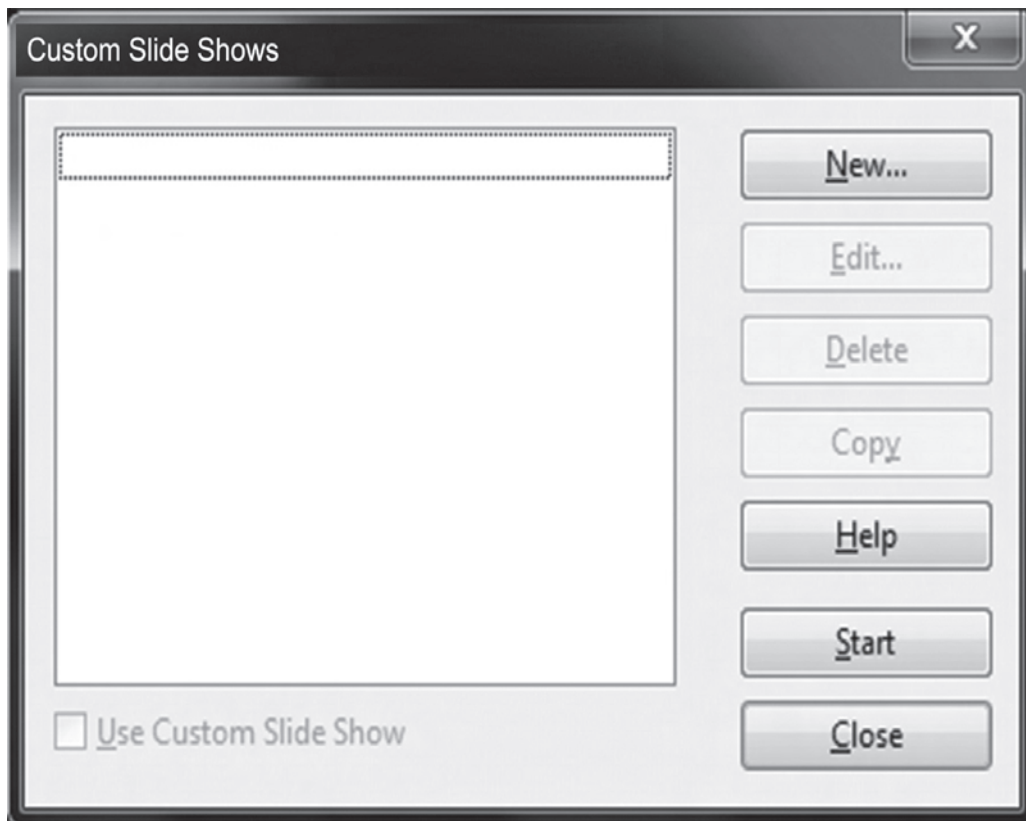 Custom Slide Shows
X
New...
Edit...
Delete
Copy
Help
Start
Use Custom Slide Show
Close